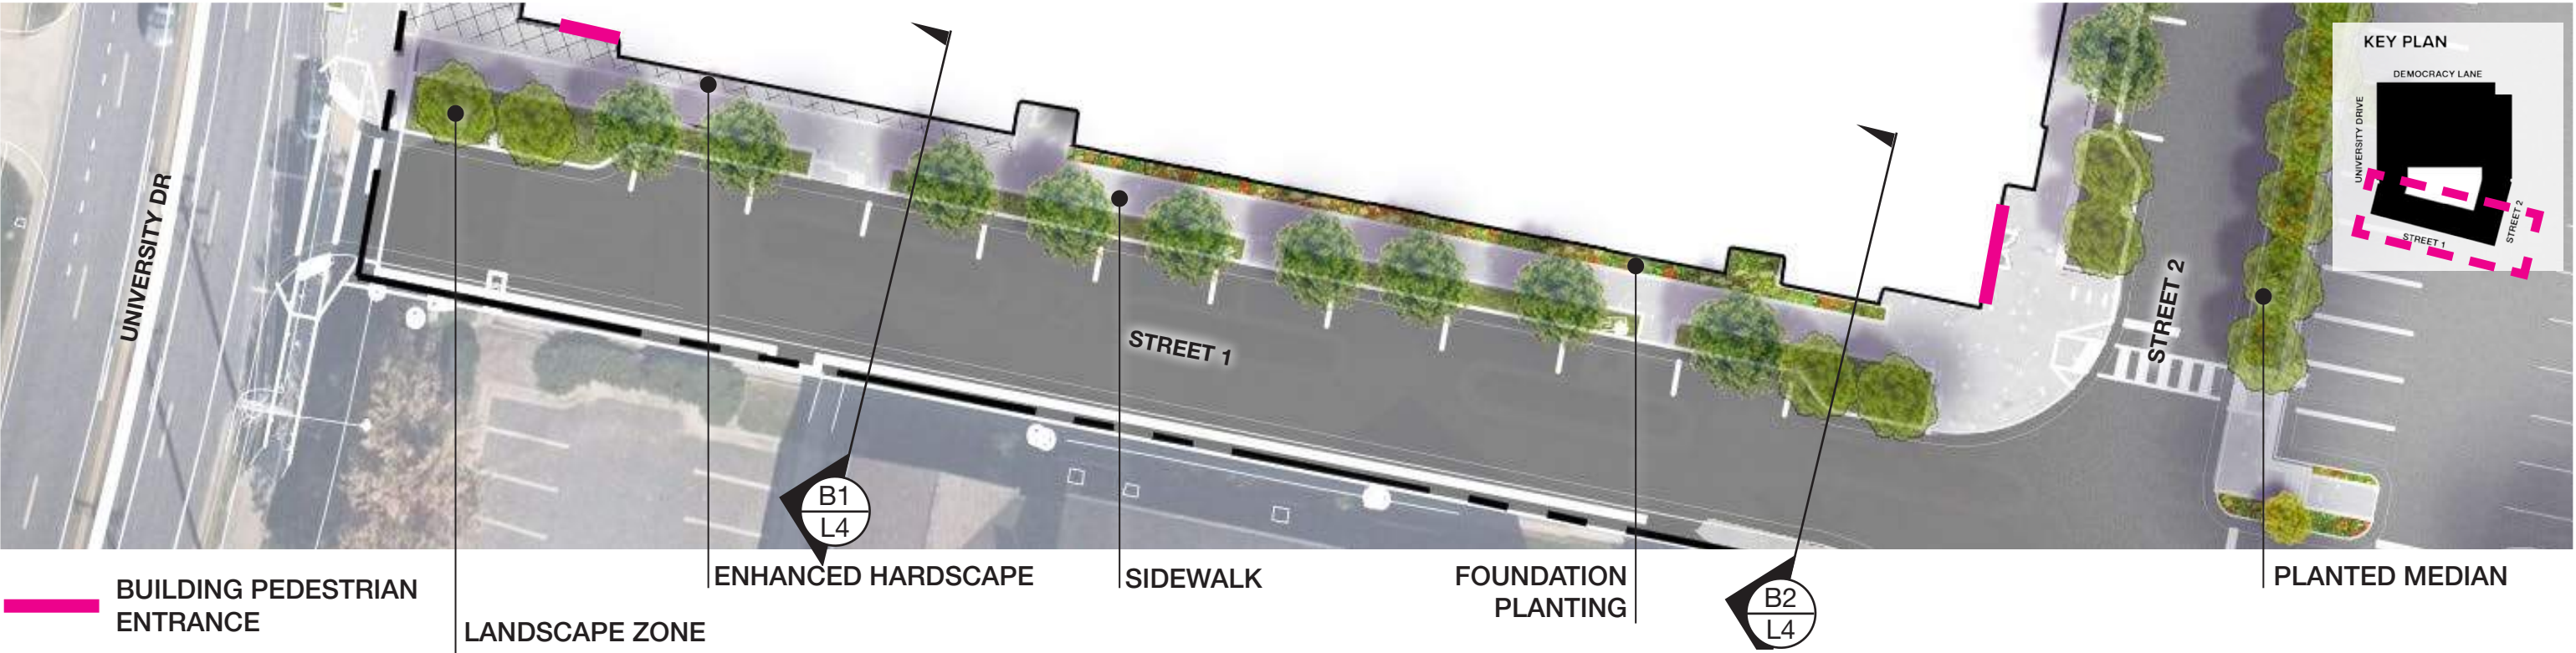 KEY PLAN
DEMOCRACY LANE
UNIVERSITY DRIVE
STREET 2
STREET 1
UNIVERSITY DR
STREET 1
STREET 2
B1
L4
B2
L4
BUILDING PEDESTRIAN
ENTRANCE
LANDSCAPE ZONE
ENHANCED HARDSCAPE
SIDEWALK
FOUNDATION
PLANTING
PLANTED MEDIAN